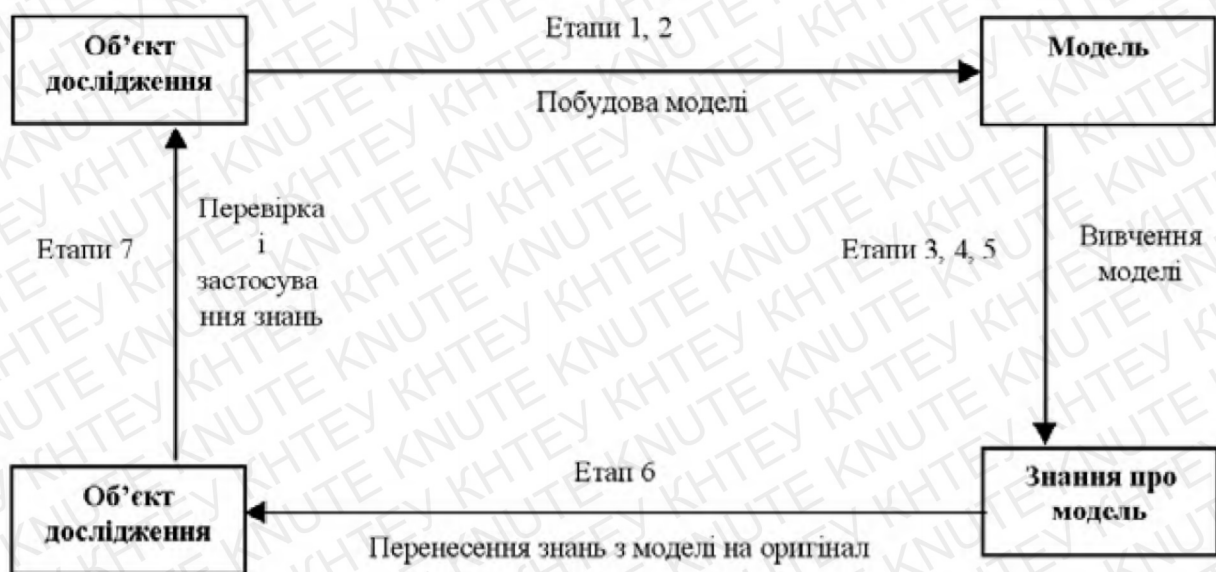 Об’єкт
дослідження
Етапи 1, 2
Побудова моделі
Модель
Етапи 7
Перевірка
і
застосува
ння знань
Етапи 3, 4, 5
Вивчення
моделі
Об’єкт
дослідження
Етап 6
Перенесення знань з моделі на оригінал
Знання про
модель